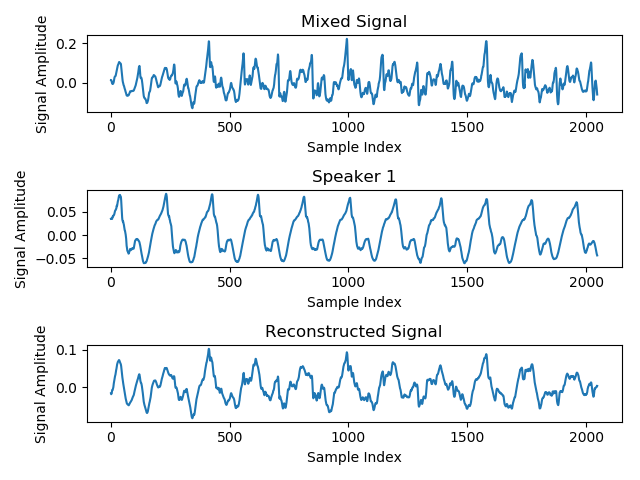 Mixed Signal
Signal Amplitude
0.2
0.0
0
500
1000
1500
2000
Sample Index
Speaker 1
Signal Amplitude
0.05
0.00
−0.05
0
500
1000
1500
2000
Sample Index
Reconstructed Signal
Signal Amplitude
0.1
0.0
0
500
1000
1500
2000
Sample Index